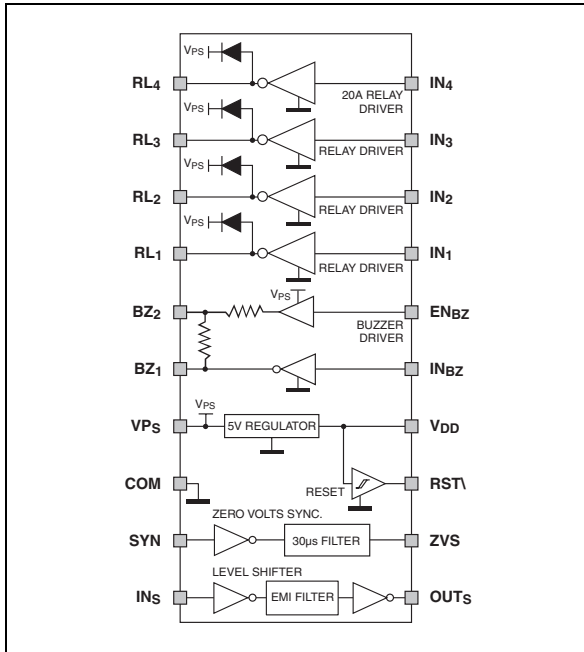 VPS
RL4 IN4
20A RELAY DRIVER
VPS
RL3 IN3
RELAY DRIVER
VPS
RL2 IN2
RELAY DRIVER
VPS
RL1 IN1
RELAY DRIVER
VPS
BZ2 ENBZ
BUZZER DRIVER
BZ1 INBZ
VPS
VPS 5V REGULATOR VDD
COM RESET RST\
ZERO VOLTS SYNC.
SYN 30µs FILTER ZVS
LEVEL SHIFTER
INS EMI FILTER OUTS